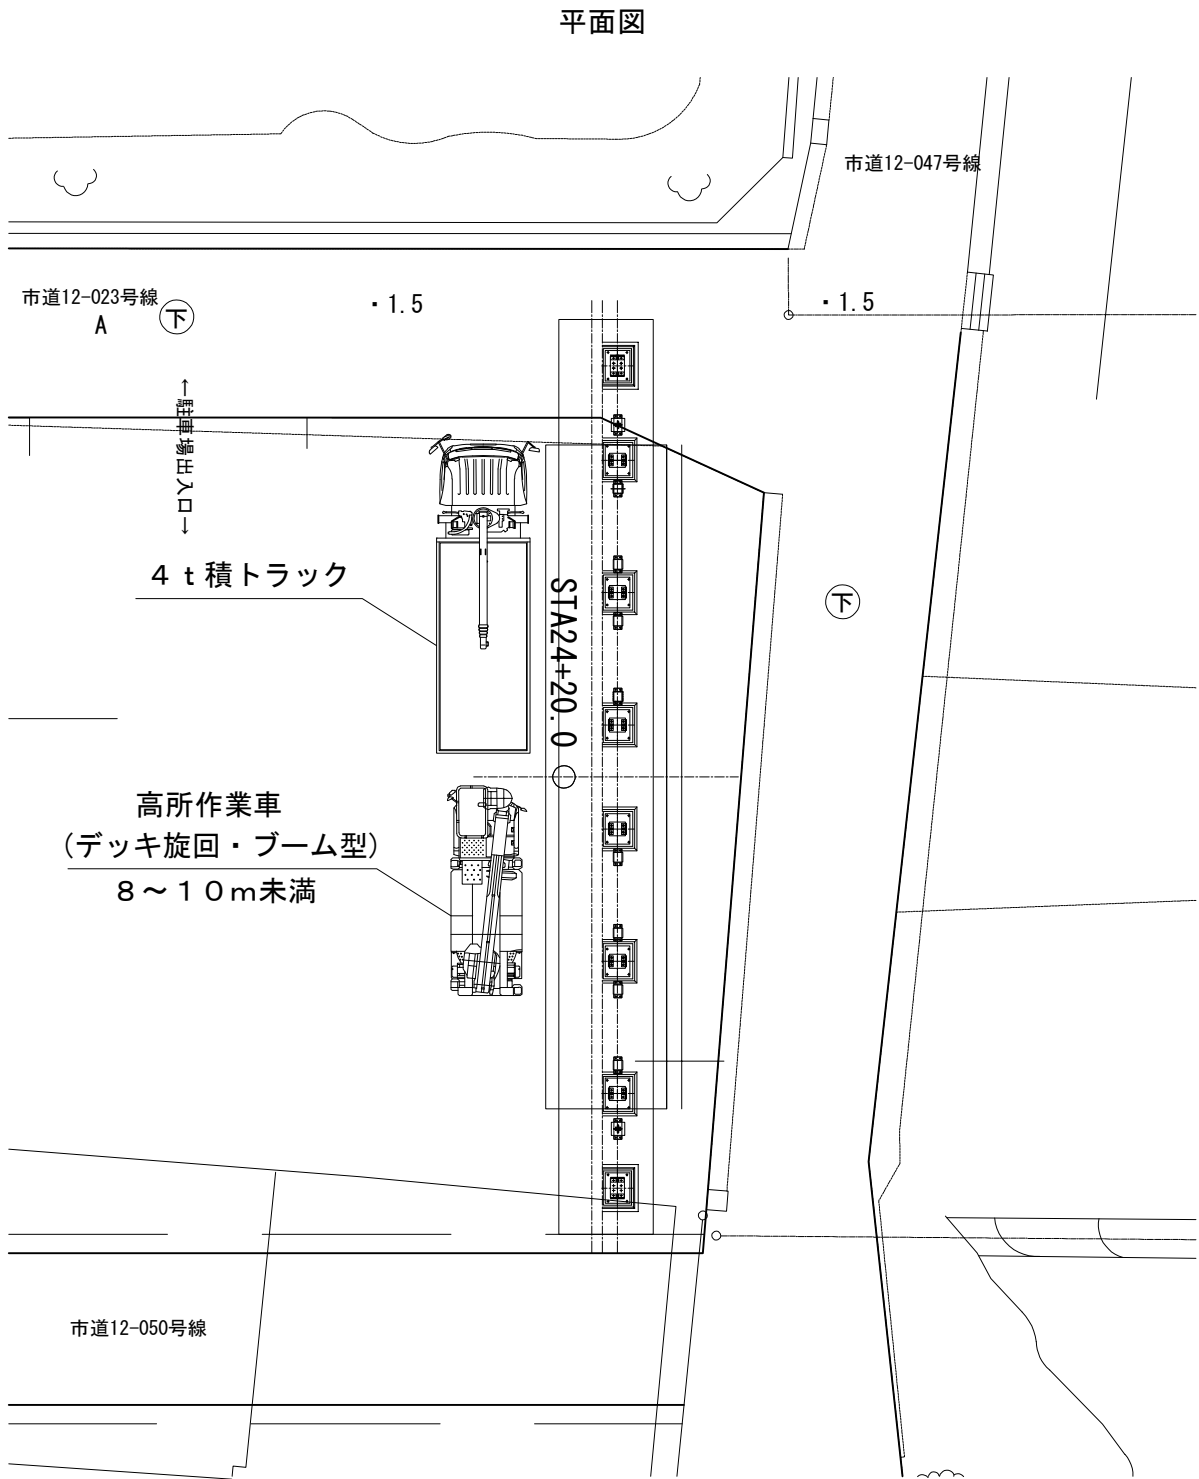 平面図
市道12-047号線
市道12-023号線
A
下
・1.5
・1.5
←駐車場出入口→
4t積トラック
STA24+20.0
下
高所作業車
(デッキ旋回・ブーム型)
8～10m未満
市道12-050号線